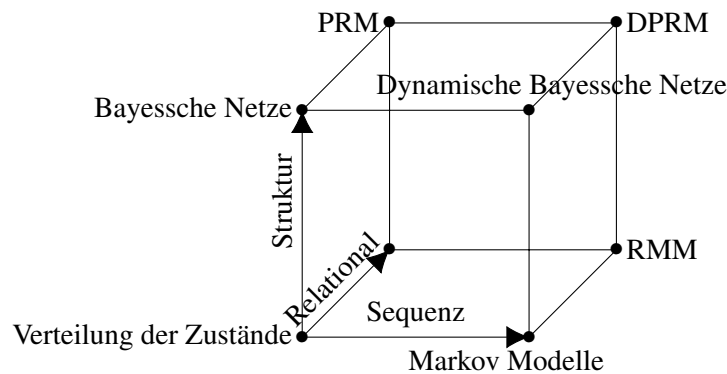 PRM
DPRM
Dynamische Bayessche Netze
Bayessche Netze
Struktur
Relational
RMM
Sequenz
Verteilung der Zustände
Markov Modelle